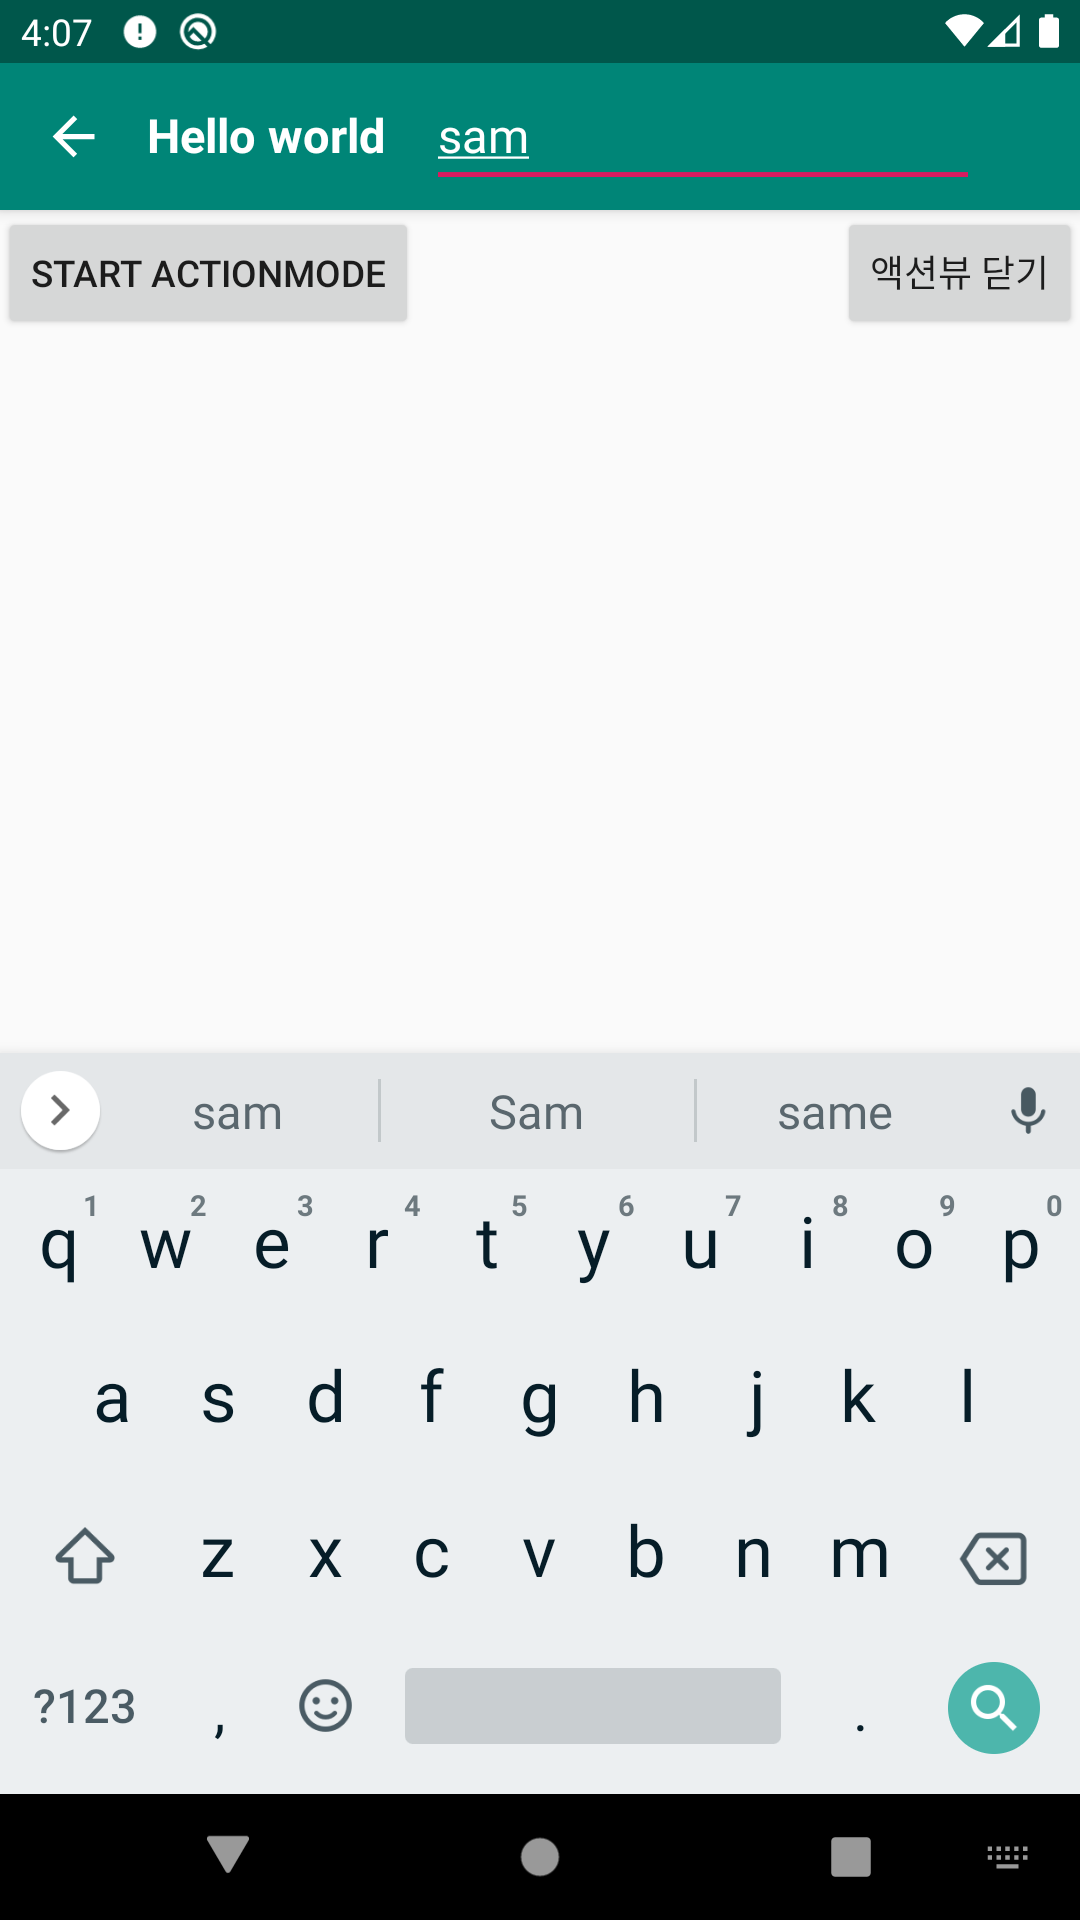 4:07
Hello world sam
START ACTIONMODE 액션뷰 닫기
sam Sam same
1 2 3 4 5 6 7 8 9 0
q w e r t y u i o p
a s d f g h j k l
z x c v b n m
?123 , .